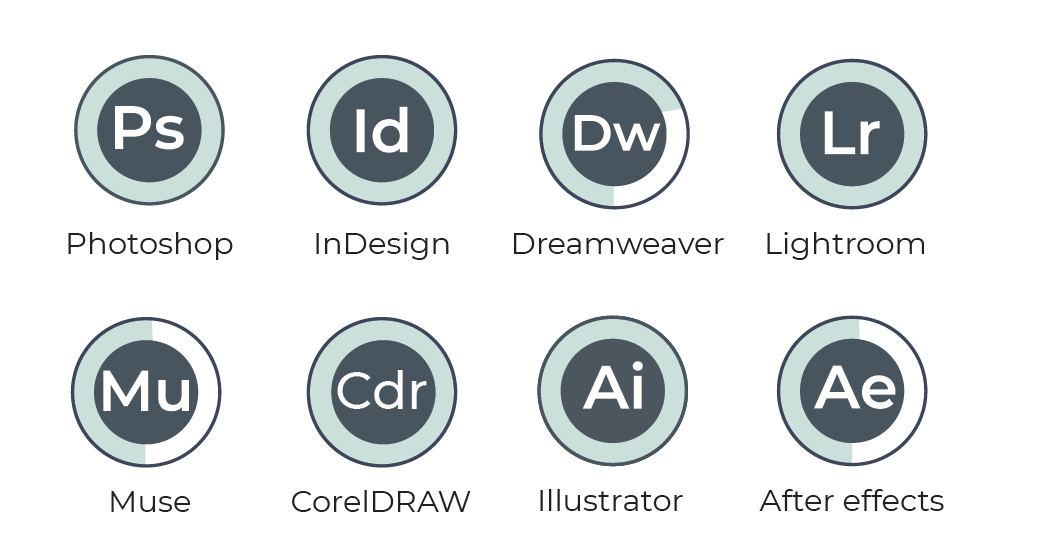 Ps Id Dw Lr
Photoshop InDesign Dreamweaver Lightroom
Mu Cdr Ai Ae
Muse CorelDRAW Illustrator After effects